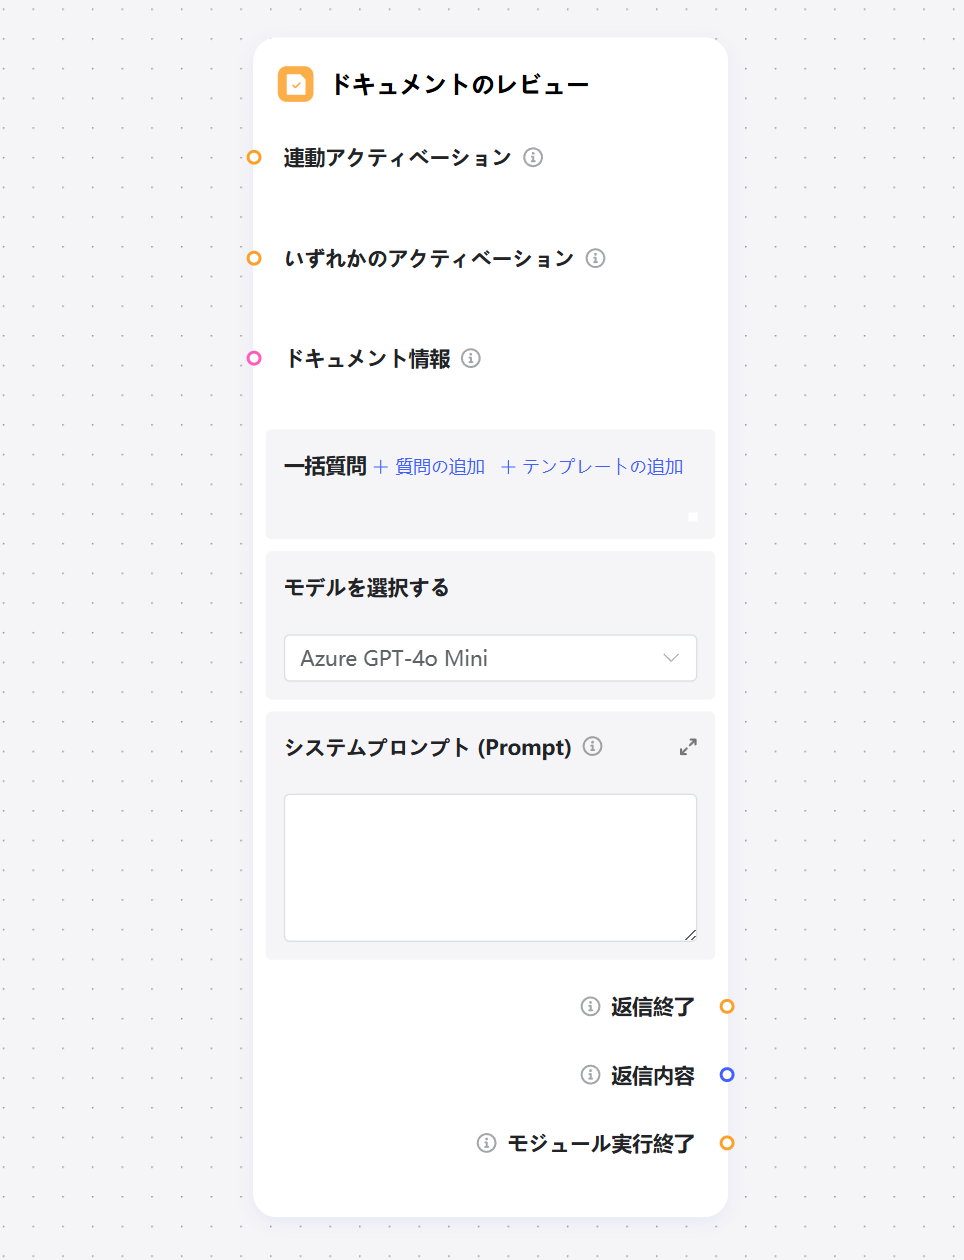 ドキュメントのレビュー
連動アクティベーション
いずれかのアクティベーション
ドキュメント情報
一括質問 + 質問の追加 + テンプレートの追加
モデルを選択する
Azure GPT-4o Mini
システムプロンプト (Prompt)
返信終了
返信内容
モジュール実行終了